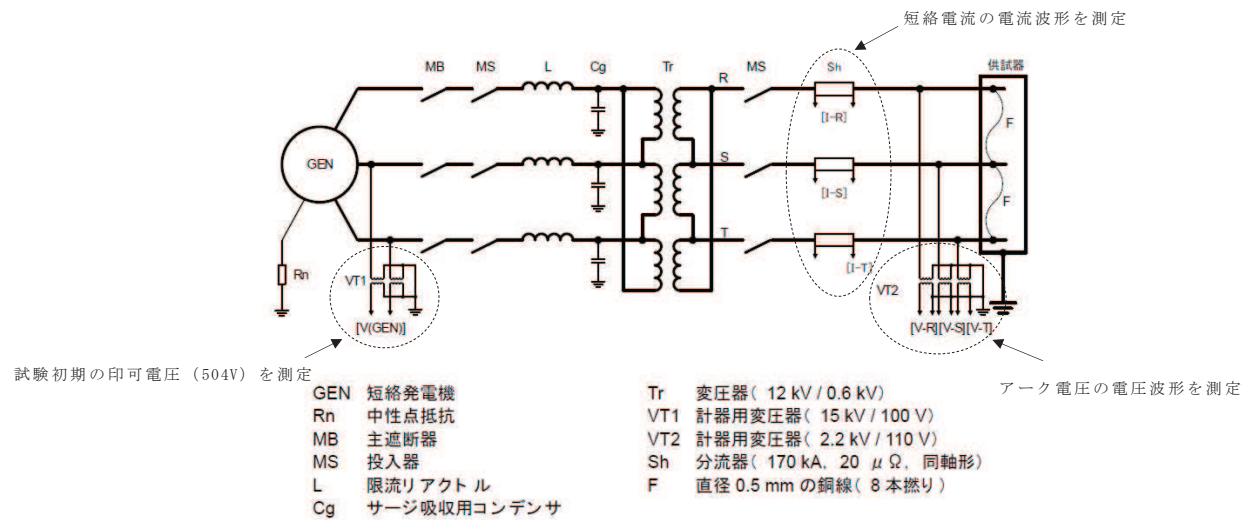 短絡電流の電流波形を測定
MB MS L Cg Tr MS Sh 供試器
R
[I-R]
F
GEN
S
[I-S]
F
T
[I-T]
Rn
VT1
VT2
[V(GEN)]
[V-R][V-S][V-T]
試験初期の印可電圧 (504V) を測定
アーク電圧の電圧波形を測定
GEN 短絡発電機
Rn 中性点抵抗
MB 主遮断器
MS 投入器
L 限流リアクトル
Cg サージ吸収用コンデンサ
Tr 変圧器( 12 kV / 0.6 kV)
VT1 計器用変圧器( 15 kV / 100 V)
VT2 計器用変圧器( 2.2 kV / 110 V)
Sh 分流器( 170 kA, 20 μΩ, 同軸形)
F 直径 0.5 mm の銅線( 8 本撚り)